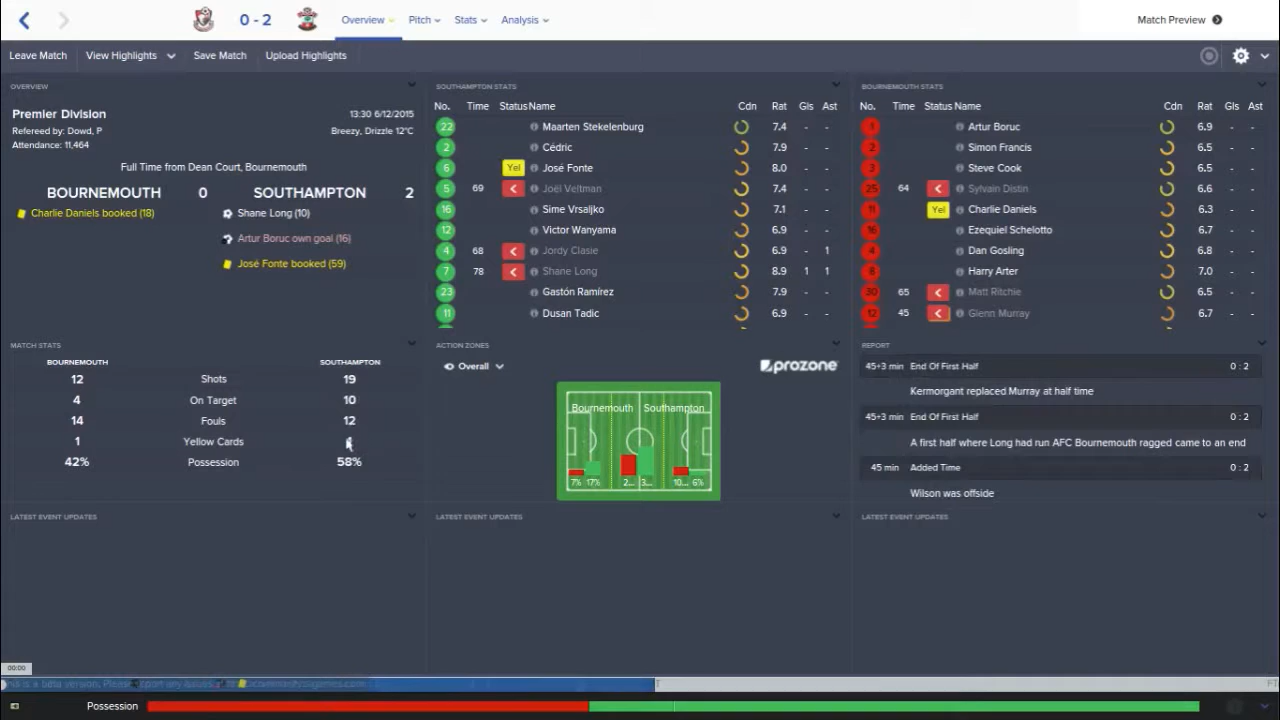 0 - 2 Overview Pitch Stats Analysis Match Preview
Leave Match View Highlights Save Match Upload Highlights
OVERVIEW
Premier Division 13:30 6/12/2015
Refereed by: Dowd, P Breezy, Drizzle 12°C
Attendance: 11,464
Full Time from Dean Court, Bournemouth
BOURNEMOUTH 0 SOUTHAMPTON 2
Charlie Daniels booked (18) Shane Long (10)
Artur Boruc own goal (16)
José Fonte booked (59)
SOUTHAMPTON STATS
No. Time Status Name Cdn Rat Gls Ast
22 Maarten Stekelenburg 7.4 - -
2 Cédric 7.9 - -
6 Yel José Fonte 8.0 - -
5 69 Joël Veltman 7.4 - -
16 Sime Vrsaljko 7.1 - -
12 Victor Wanyama 6.9 - -
4 68 Jordy Clasie 6.9 - 1
7 78 Shane Long 8.9 1 1
23 Gastón Ramírez 7.9 - -
11 Dusan Tadic 6.9 - -
BOURNEMOUTH STATS
No. Time Status Name Cdn Rat Gls Ast
1 Artur Boruc 6.9 - -
2 Simon Francis 6.5 - -
3 Steve Cook 6.5 - -
25 64 Sylvain Distin 6.6 - -
11 Yel Charlie Daniels 6.3 - -
16 Ezequiel Schelotto 6.7 - -
4 Dan Gosling 6.8 - -
8 Harry Arter 7.0 - -
30 65 Matt Ritchie 6.5 - -
12 45 Glenn Murray 6.7 - -
MATCH STATS
BOURNEMOUTH SOUTHAMPTON
12 Shots 19
4 On Target 10
14 Fouls 12
1 Yellow Cards
42% Possession 58%
ACTION ZONES
Overall prozone
Bournemouth Southampton
7% 17% 2... 3... 10... 6%
REPORT
45+3 min End Of First Half 0 : 2
Kermorgant replaced Murray at half time
45+3 min End Of First Half 0 : 2
A first half where Long had run AFC Bournemouth ragged came to an end
45 min Added Time 0 : 2
Wilson was offside
LATEST EVENT UPDATES
LATEST EVENT UPDATES
LATEST EVENT UPDATES
00:00
is a beta version. Please report any issues
FT
Possession